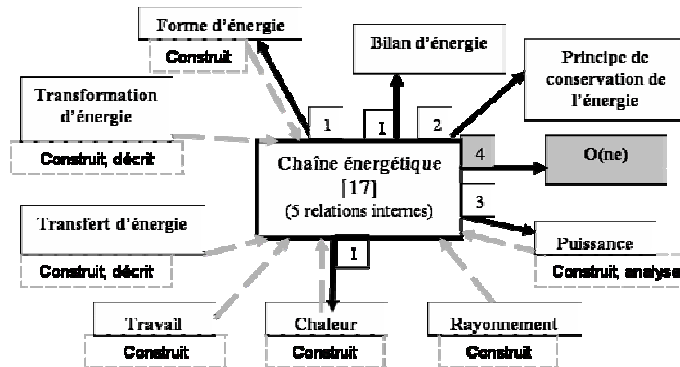 Forme d'énergie
Construit
Bilan d'énergie
Principe de
conservation de
l'énergie
Transformation
d'énergie
Construit, décrit
1
I
2
4
O(ne)
Chaîne énergétique
[17]
(5 relations internes)
3
Transfert d'énergie
Construit, décrit
I
Puissance
Construit, analyse
Travail
Construit
Chaleur
Construit
Rayonnement
Construit